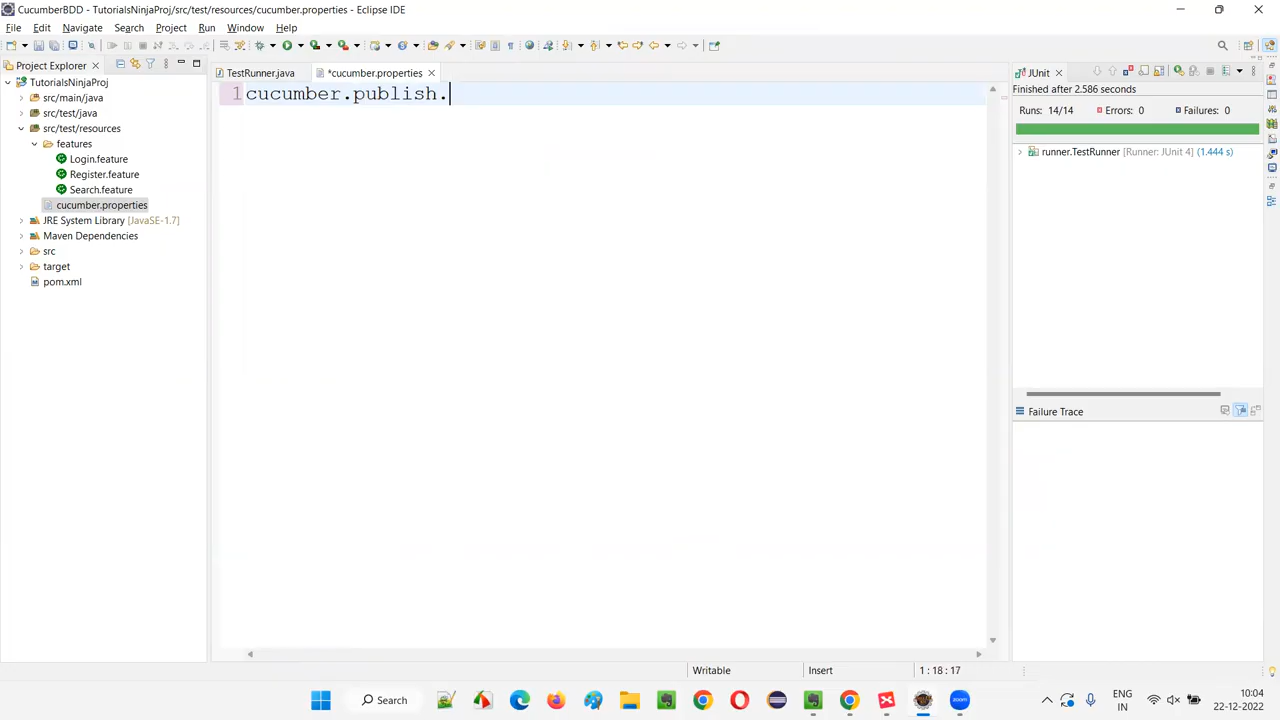 CucumberBDD - TutorialsNinjaProj/src/test/resources/cucumber.properties - Eclipse IDE
File Edit Navigate Search Project Run Window Help
Project Explorer
TestRunner.java
*cucumber.properties
JUnit
TutorialsNinjaProj
src/main/java
src/test/java
src/test/resources
features
Login.feature
Register.feature
Search.feature
cucumber.properties
JRE System Library [JavaSE-1.7]
Maven Dependencies
src
target
pom.xml
1 cucumber.publish.
Finished after 2.586 seconds
Runs: 14/14 Errors: 0 Failures: 0
runner.TestRunner [Runner: JUnit 4] (1.444 s)
Failure Trace
Writable Insert 1 : 18 : 17
Search
ENG
IN
10:04
22-12-2022